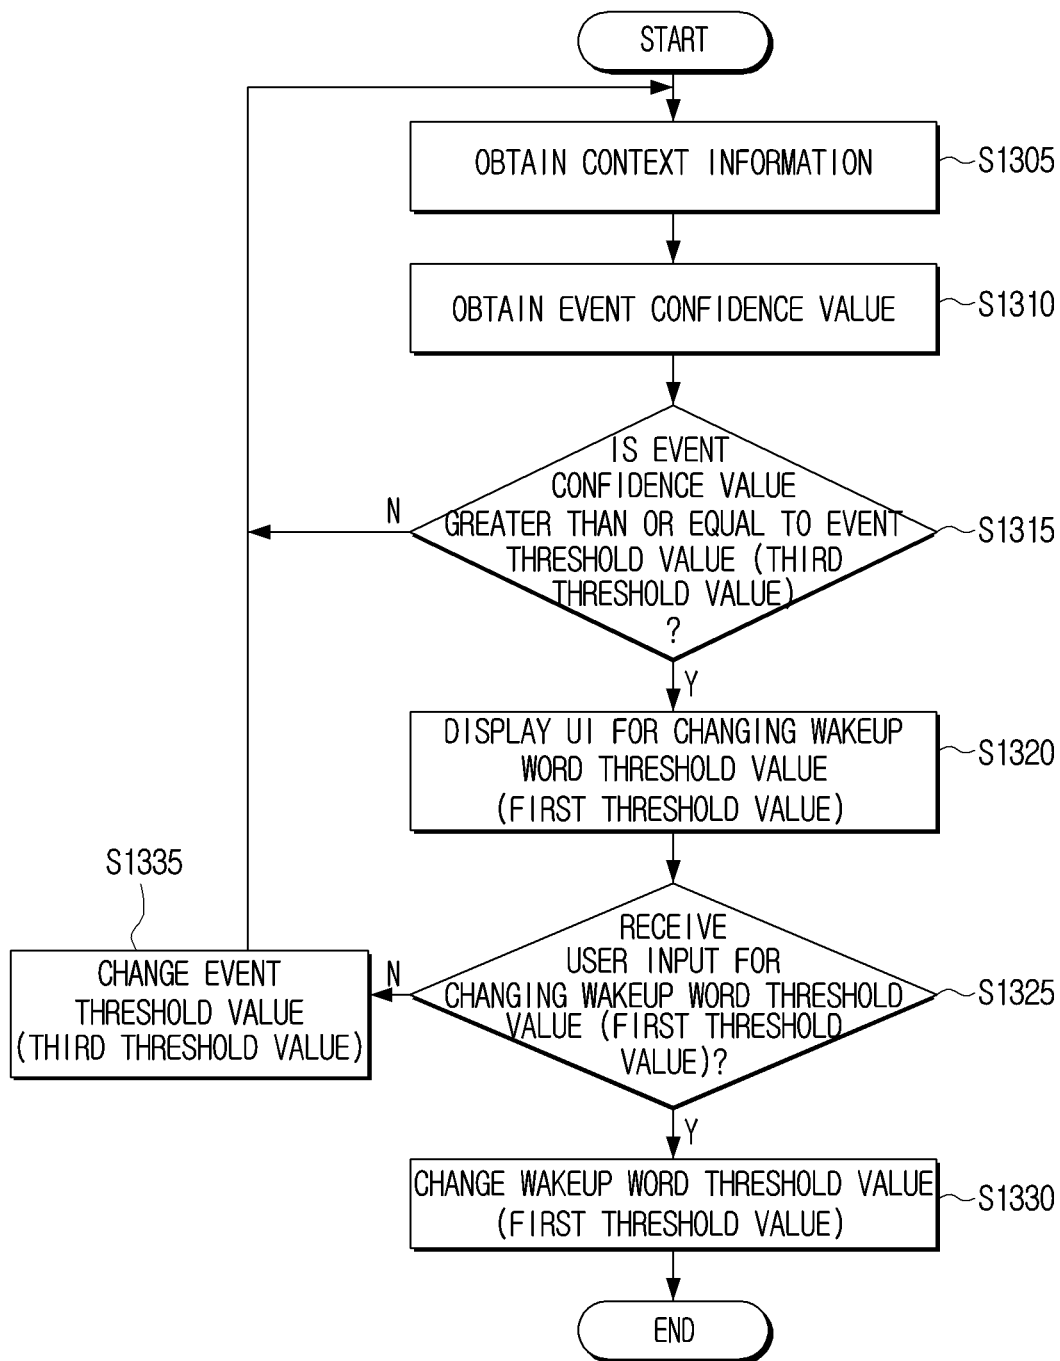 START
OBTAIN CONTEXT INFORMATION
S1305
OBTAIN EVENT CONFIDENCE VALUE
S1310
IS EVENT
CONFIDENCE VALUE
GREATER THAN OR EQUAL TO EVENT
THRESHOLD VALUE (THIRD
THRESHOLD VALUE)
?
N
S1315
Y
DISPLAY UI FOR CHANGING WAKEUP
WORD THRESHOLD VALUE
(FIRST THRESHOLD VALUE)
S1320
S1335
CHANGE EVENT
THRESHOLD VALUE
(THIRD THRESHOLD VALUE)
N
RECEIVE
USER INPUT FOR
CHANGING WAKEUP WORD THRESHOLD
VALUE (FIRST THRESHOLD
VALUE)?
S1325
Y
CHANGE WAKEUP WORD THRESHOLD VALUE
(FIRST THRESHOLD VALUE)
S1330
END